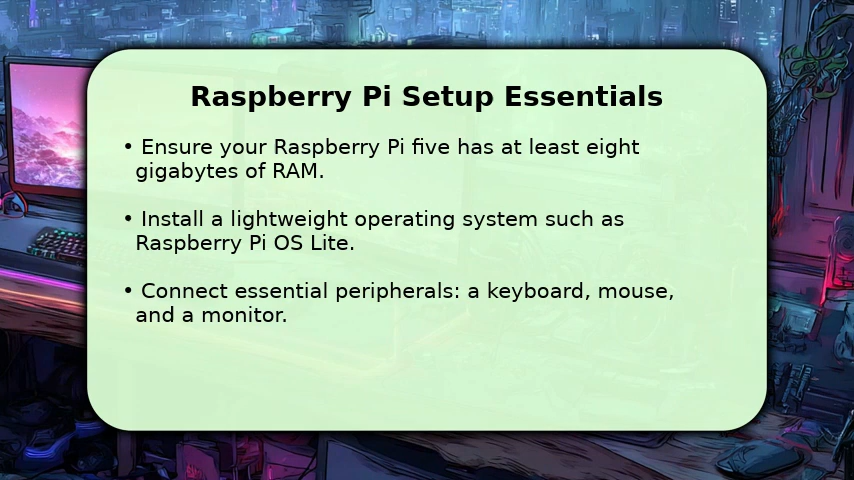 Raspberry Pi Setup Essentials
• Ensure your Raspberry Pi five has at least eight
gigabytes of RAM.
• Install a lightweight operating system such as
Raspberry Pi OS Lite.
• Connect essential peripherals: a keyboard, mouse,
and a monitor.